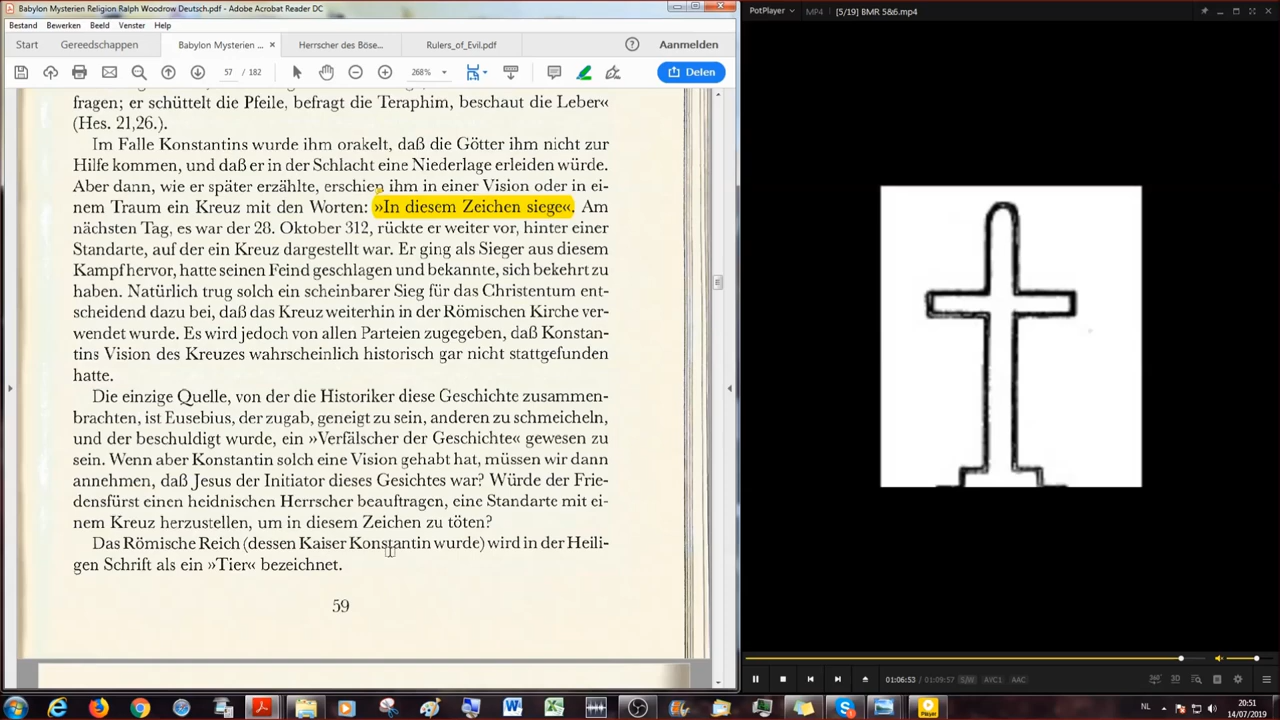 Babylon Mysterien Religion Ralph Woodrow Deutsch.pdf - Adobe Acrobat Reader DC
Bestand Bewerken Beeld Venster Help
Start Gereedschappen Babylon Mysterien ... × Herrscher des Böse... Rulers_of_Evil.pdf Aanmelden
57 / 182 268% Delen
fragen; er schüttelt die Pfeile, befragt die Teraphim, beschaut die Leber«
(Hes. 21,26.).
Im Falle Konstantins wurde ihm orakelt, daß die Götter ihm nicht zur
Hilfe kommen, und daß er in der Schlacht eine Niederlage erleiden würde.
Aber dann, wie er später erzählte, erschien ihm in einer Vision oder in ei-
nem Traum ein Kreuz mit den Worten: »In diesem Zeichen siege«. Am
nächsten Tag, es war der 28. Oktober 312, rückte er weiter vor, hinter einer
Standarte, auf der ein Kreuz dargestellt war. Er ging als Sieger aus diesem
Kampf hervor, hatte seinen Feind geschlagen und bekannte, sich bekehrt zu
haben. Natürlich trug solch ein scheinbarer Sieg für das Christentum ent-
scheidend dazu bei, daß das Kreuz weiterhin in der Römischen Kirche ver-
wendet wurde. Es wird jedoch von allen Parteien zugegeben, daß Konstan-
tins Vision des Kreuzes wahrscheinlich historisch gar nicht stattgefunden
hatte.
Die einzige Quelle, von der die Historiker diese Geschichte zusammen-
brachten, ist Eusebius, der zugab, geneigt zu sein, anderen zu schmeicheln,
und der beschuldigt wurde, ein »Verfälscher der Geschichte« gewesen zu
sein. Wenn aber Konstantin solch eine Vision gehabt hat, müssen wir dann
annehmen, daß Jesus der Initiator dieses Gesichtes war? Würde der Frie-
densfürst einen heidnischen Herrscher beauftragen, eine Standarte mit ei-
nem Kreuz herzustellen, um in diesem Zeichen zu töten?
Das Römische Reich (dessen Kaiser Konstantin wurde) wird in der Heili-
gen Schrift als ein »Tier« bezeichnet.
59
PotPlayer MP4 [5/19] BMR 5&6.mp4
01:06:53 / 01:09:57 S/W AVC1 AAC
360° 3D
NL 20:51
14/07/2019